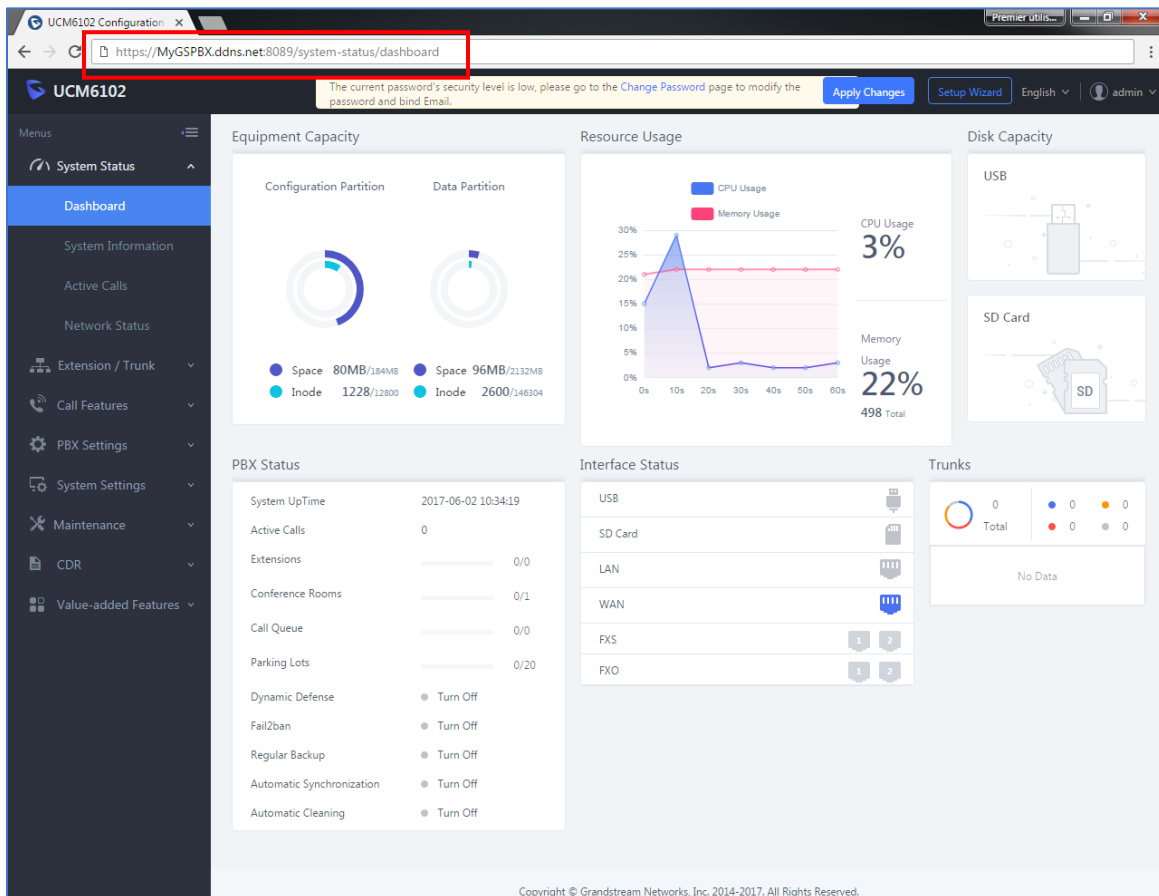 UCM6102 Configuration
Premier utilis...
https://MyGSPBX.ddns.net:8089/system-status/dashboard
UCM6102
The current password's security level is low, please go to the Change Password page to modify the
password and bind Email.
Apply Changes
Setup Wizard
English
admin
Menus
System Status
Dashboard
System Information
Active Calls
Network Status
Extension / Trunk
Call Features
PBX Settings
System Settings
Maintenance
CDR
Value-added Features
Equipment Capacity
Configuration Partition
Data Partition
Space 80MB/184MB
Inode 1228/12800
Space 96MB/2132MB
Inode 2600/146304
Resource Usage
CPU Usage
Memory Usage
30%
25%
20%
15%
10%
5%
0%
0s 10s 20s 30s 40s 50s 60s
CPU Usage
3%
Memory
Usage
22%
498 Total
Disk Capacity
USB
SD Card
SD
PBX Status
System UpTime 2017-06-02 10:34:19
Active Calls 0
Extensions 0/0
Conference Rooms 0/1
Call Queue 0/0
Parking Lots 0/20
Dynamic Defense Turn Off
Fail2ban Turn Off
Regular Backup Turn Off
Automatic Synchronization Turn Off
Automatic Cleaning Turn Off
Interface Status
USB
SD Card
LAN
WAN
FXS 1 2
FXO 1 2
Trunks
0 0 0
Total 0 0
No Data
Copyright © Grandstream Networks, Inc. 2014-2017. All Rights Reserved.